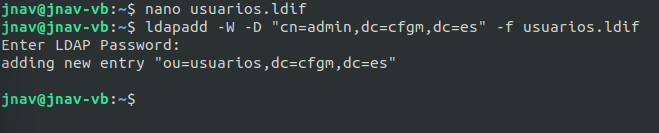 jnav@jnav-vb:~$ nano usuarios.ldif
jnav@jnav-vb:~$ ldapadd -W -D "cn=admin,dc=cfgm,dc=es" -f usuarios.ldif
Enter LDAP Password:
adding new entry "ou=usuarios,dc=cfgm,dc=es"
jnav@jnav-vb:~$